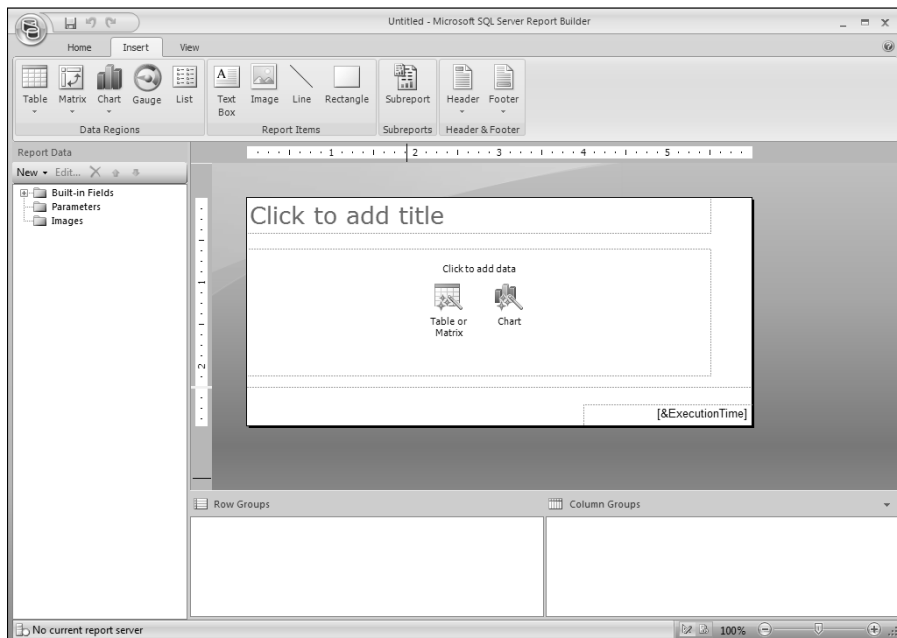 Untitled - Microsoft SQL Server Report Builder
Home Insert View
Table Matrix Chart Gauge List Text Box Image Line Rectangle Subreport Header Footer
Data Regions Report Items Subreports Header & Footer
Report Data
1 2 3 4 5
New Edit...
Built-in Fields
Parameters
Images
Click to add title
1
Click to add data
Table or Matrix
Chart
2
[&ExecutionTime]
Row Groups
Column Groups
No current report server
100%